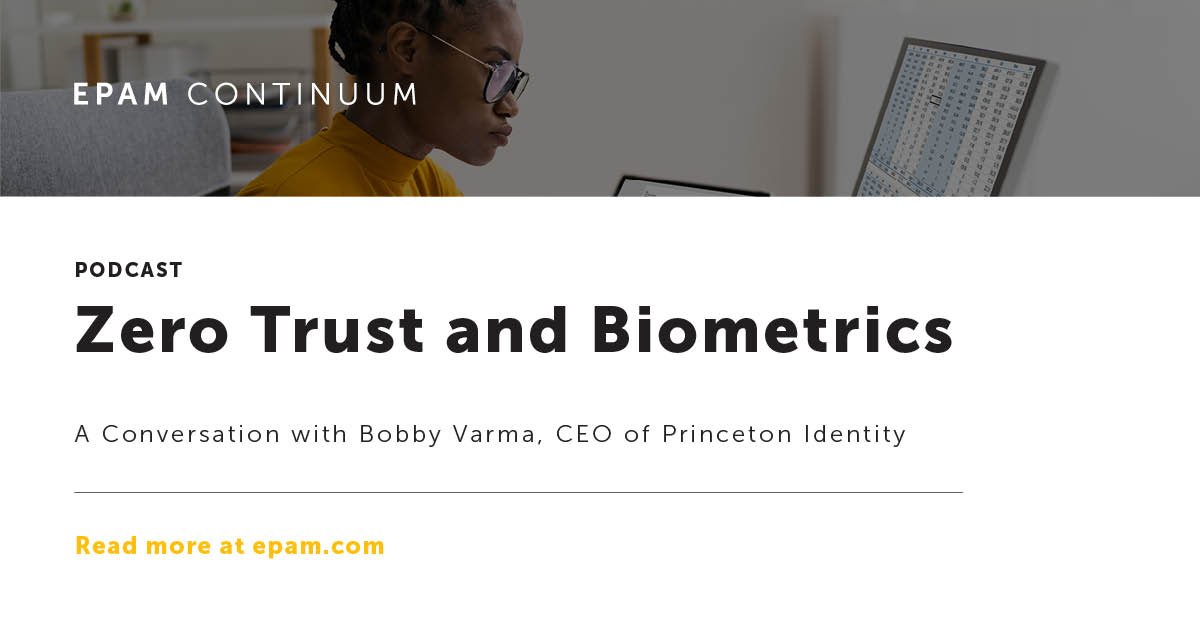 EPAM CONTINUUM
PODCAST
Zero Trust and Biometrics
A Conversation with Bobby Varma, CEO of Princeton Identity
Read more at epam.com